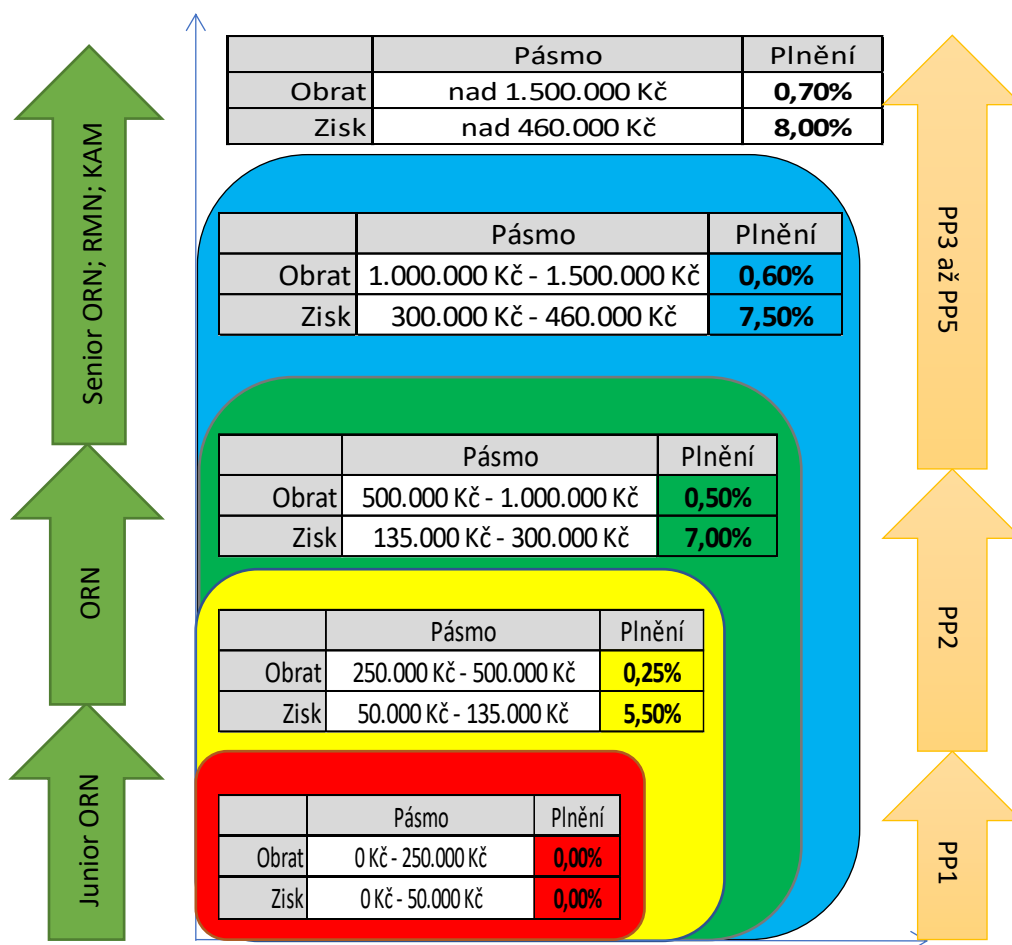 Pásmo Plnění
Obrat nad 1.500.000 Kč 0,70%
Zisk nad 460.000 Kč 8,00%
Pásmo Plnění
Obrat 1.000.000 Kč - 1.500.000 Kč 0,60%
Zisk 300.000 Kč - 460.000 Kč 7,50%
Pásmo Plnění
Obrat 500.000 Kč - 1.000.000 Kč 0,50%
Zisk 135.000 Kč - 300.000 Kč 7,00%
Pásmo Plnění
Obrat 250.000 Kč - 500.000 Kč 0,25%
Zisk 50.000 Kč - 135.000 Kč 5,50%
Pásmo Plnění
Obrat 0 Kč - 250.000 Kč 0,00%
Zisk 0 Kč - 50.000 Kč 0,00%
Senior ORN; RMN; KAM
ORN
Junior ORN
PP3 až PP5
PP2
PP1